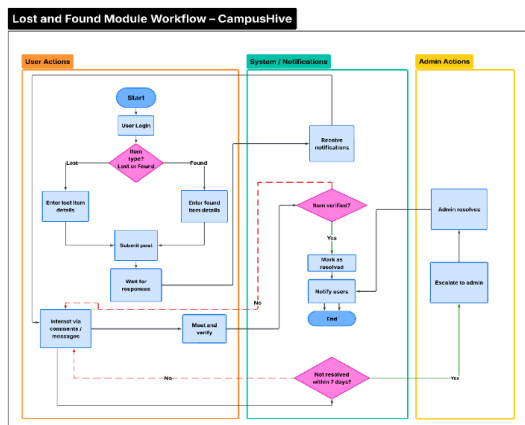 Lost and Found Module Workflow – CampusHive
User Actions
System / Notifications
Admin Actions
Start
User Login
Item
type?
Lost or Found
Lost
Found
Enter lost item
details
Enter found
item details
Submit post
Wait for
responses
Receive
notifications
Item verified?
Yes
No
Mark as
resolved
Notify users
End
Admin resolves
Escalate to admin
Interest via
comments /
messages
Meet and
verify
Not resolved
within 7 days?
No
Yes